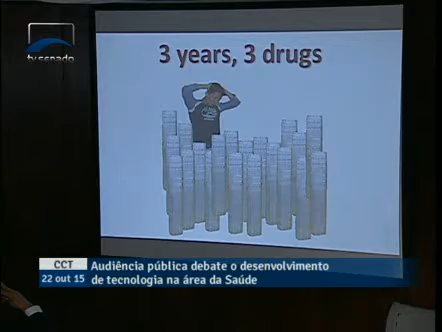 tv senado
3 years, 3 drugs
CCT
Audiência pública debate o desenvolvimento
22 out 15
de tecnologia na área da Saúde